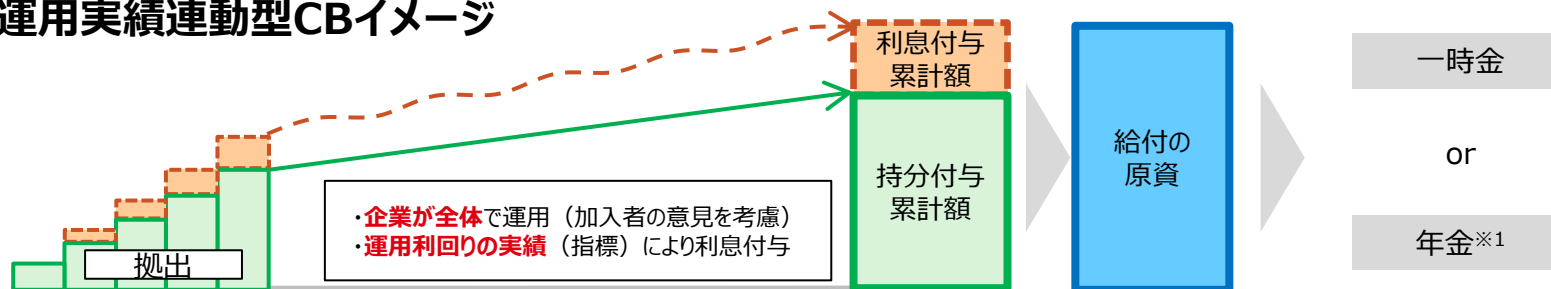 運用実績連動型CBイメージ
利息付与
累計額
一時金
給付の
原資
or
持分付与
累計額
・企業が全体で運用（加入者の意見を考慮）
・運用利回りの実績（指標）により利息付与
年金※1
拠出